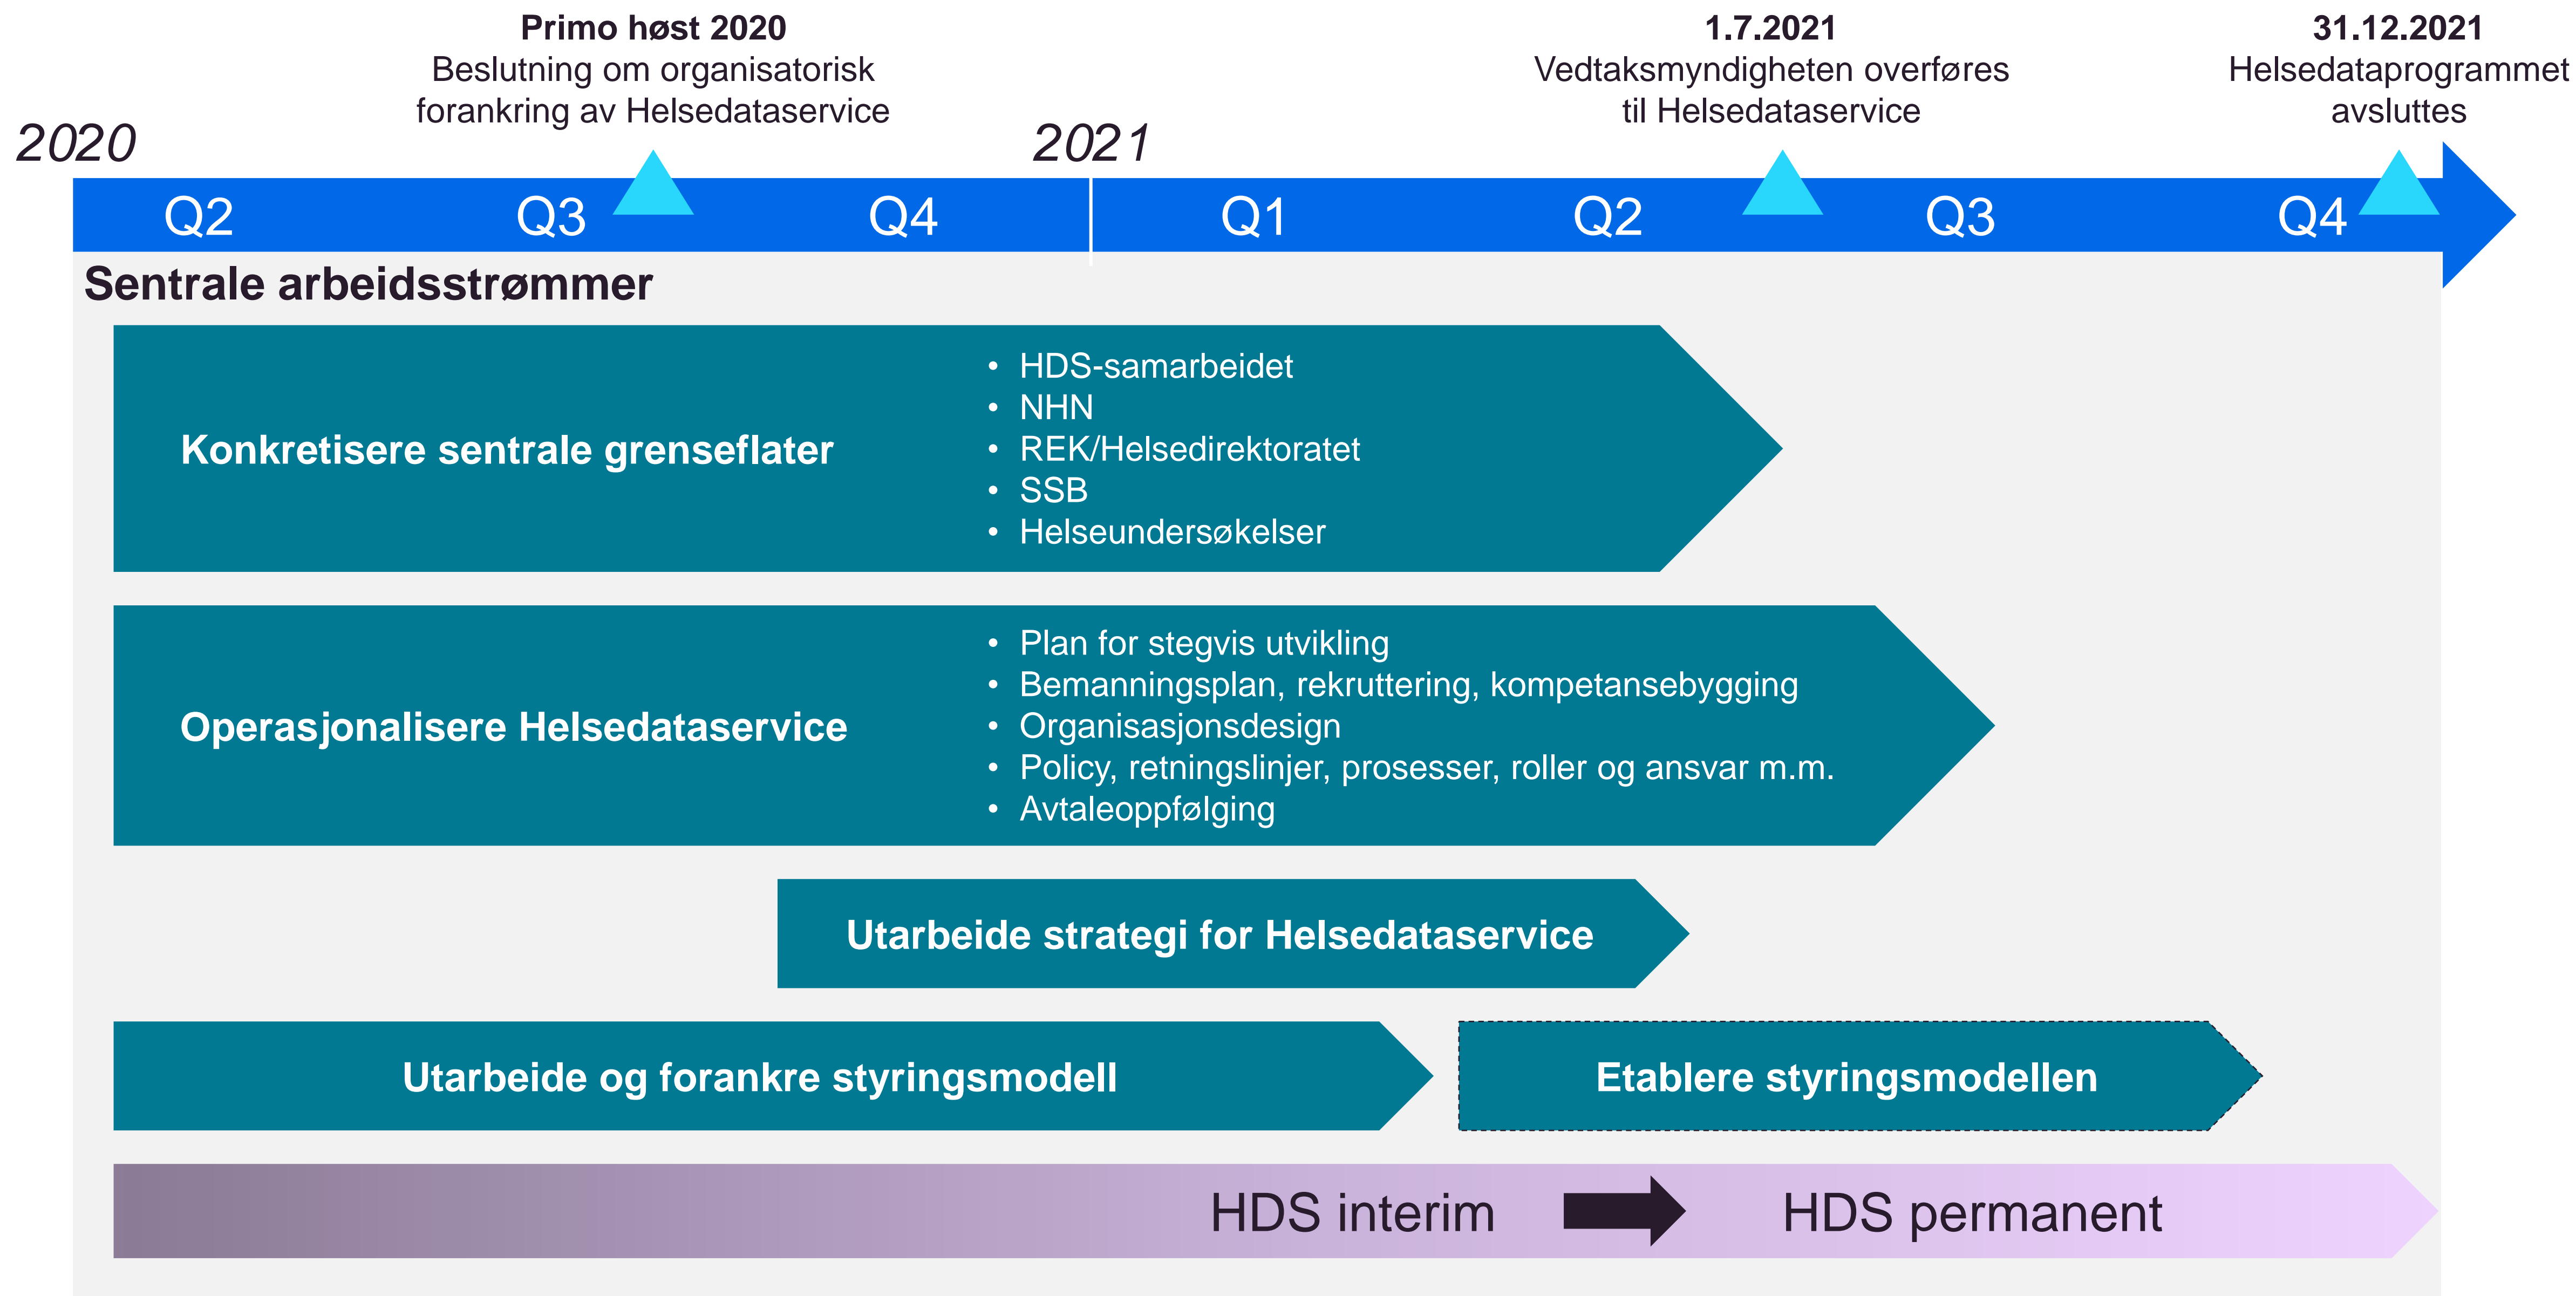 Primo høst 2020
Beslutning om organisatorisk
forankring av Helsedataservice
1.7.2021
Vedtaksmyndigheten overføres
til Helsedataservice
31.12.2021
Helsedataprogrammet
avsluttes
2020
2021
Q2
Q3
Q4
Q1
Q2
Q3
Q4
Sentrale arbeidsstrømmer
Konkretisere sentrale grenseflater
• HDS-samarbeidet
• NHN
• REK/Helsedirektoratet
• SSB
• Helseundersøkelser
Operasjonalisere Helsedataservice
• Plan for stegvis utvikling
• Bemanningsplan, rekruttering, kompetansebygging
• Organisasjonsdesign
• Policy, retningslinjer, prosesser, roller og ansvar m.m.
• Avtaleoppfølging
Utarbeide strategi for Helsedataservice
Utarbeide og forankre styringsmodell
Etablere styringsmodellen
HDS interim
HDS permanent